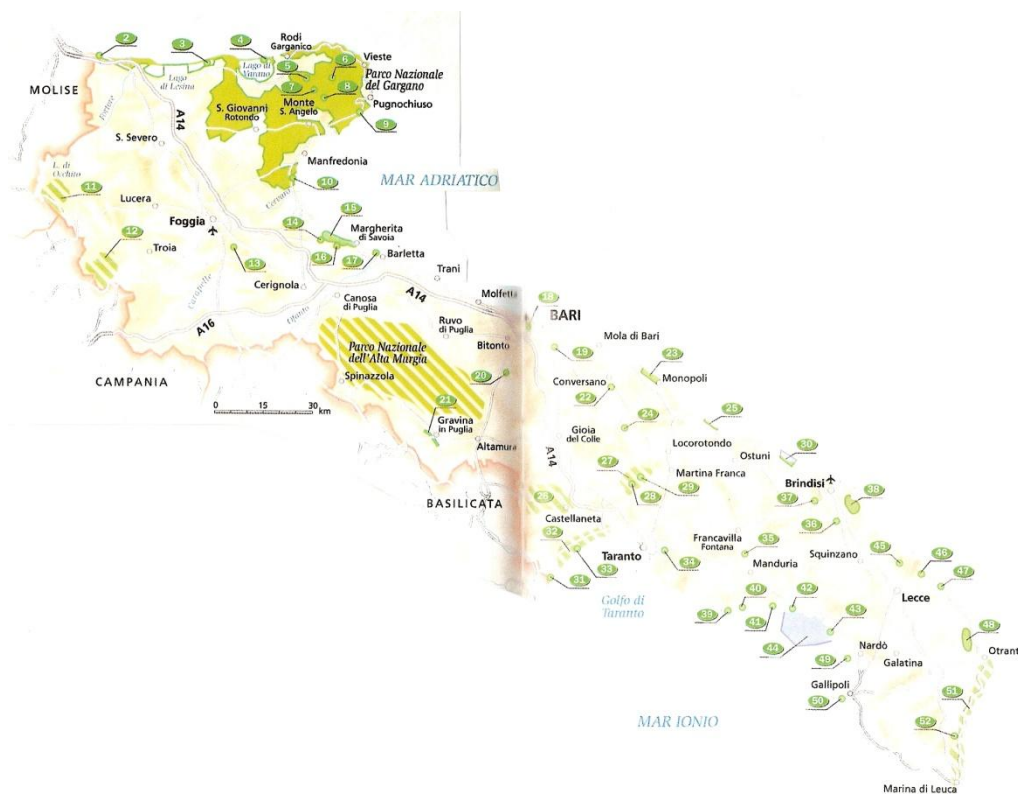 Rodi
Garganico
2
3
4
Lago
di Lesina
Lago di
Varano
Vieste
5
6
Parco Nazionale
del Gargano
MOLISE
7
8
Pugnochiuso
S. Giovanni
Rotondo
Monte
S. Angelo
Fortore
A14
9
S. Severo
Manfredonia
MAR ADRIATICO
L. di
Occhito
10
11
Cervaro
Lucera
15
Foggia
14
Margherita
di Savoia
12
Troia
13
16
17
Barletta
Carapelle
Cerignola
Trani
Ofanto
Canosa
di Puglia
A14
Molfetta
18
BARI
A16
Ruvo
di Puglia
Bitonto
Mola di Bari
Parco Nazionale
dell'Alta Murgia
19
23
CAMPANIA
Spinazzola
20
Conversano
Monopoli
22
0 15 30
km
21
24
25
Gravina
in Puglia
Gioia
del Colle
Locorotondo
Altamura
A14
Ostuni
30
27
Martina Franca
Brindisi
BASILICATA
26
28
29
37
38
Castellaneta
36
32
Francavilla
Fontana
35
Taranto
Squinzano
45
46
33
34
Manduria
47
31
Golfo di
Taranto
40
42
Lecce
39
41
43
48
44
Nardò
Otrant
49
Galatina
Gallipoli
51
50
MAR IONIO
52
Marina di Leuca